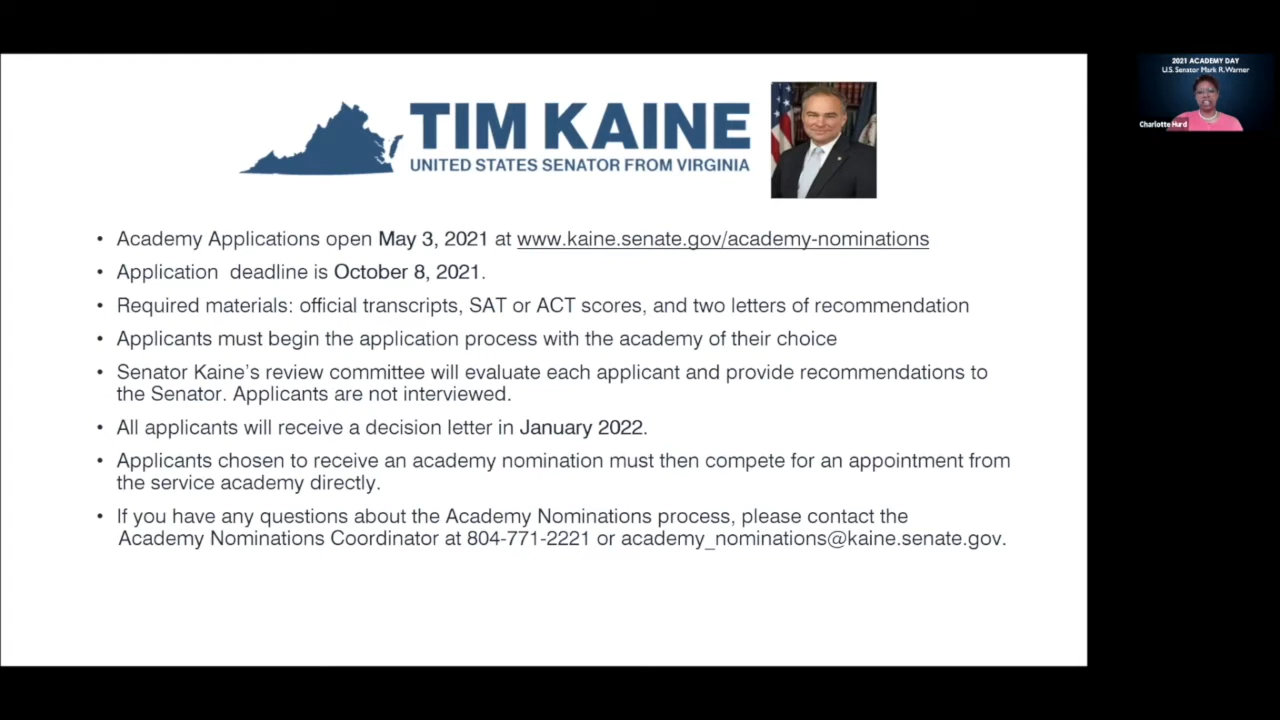 TIM KAINE
UNITED STATES SENATOR FROM VIRGINIA
2021 ACADEMY DAY
U.S. Senator Mark R. Warner
Charlotte Hurd
• Academy Applications open May 3, 2021 at www.kaine.senate.gov/academy-nominations
• Application  deadline is October 8, 2021.
• Required materials: official transcripts, SAT or ACT scores, and two letters of recommendation
• Applicants must begin the application process with the academy of their choice
• Senator Kaine's review committee will evaluate each applicant and provide recommendations to
the Senator. Applicants are not interviewed.
• All applicants will receive a decision letter in January 2022.
• Applicants chosen to receive an academy nomination must then compete for an appointment from
the service academy directly.
• If you have any questions about the Academy Nominations process, please contact the
Academy Nominations Coordinator at 804-771-2221 or academy_nominations@kaine.senate.gov.